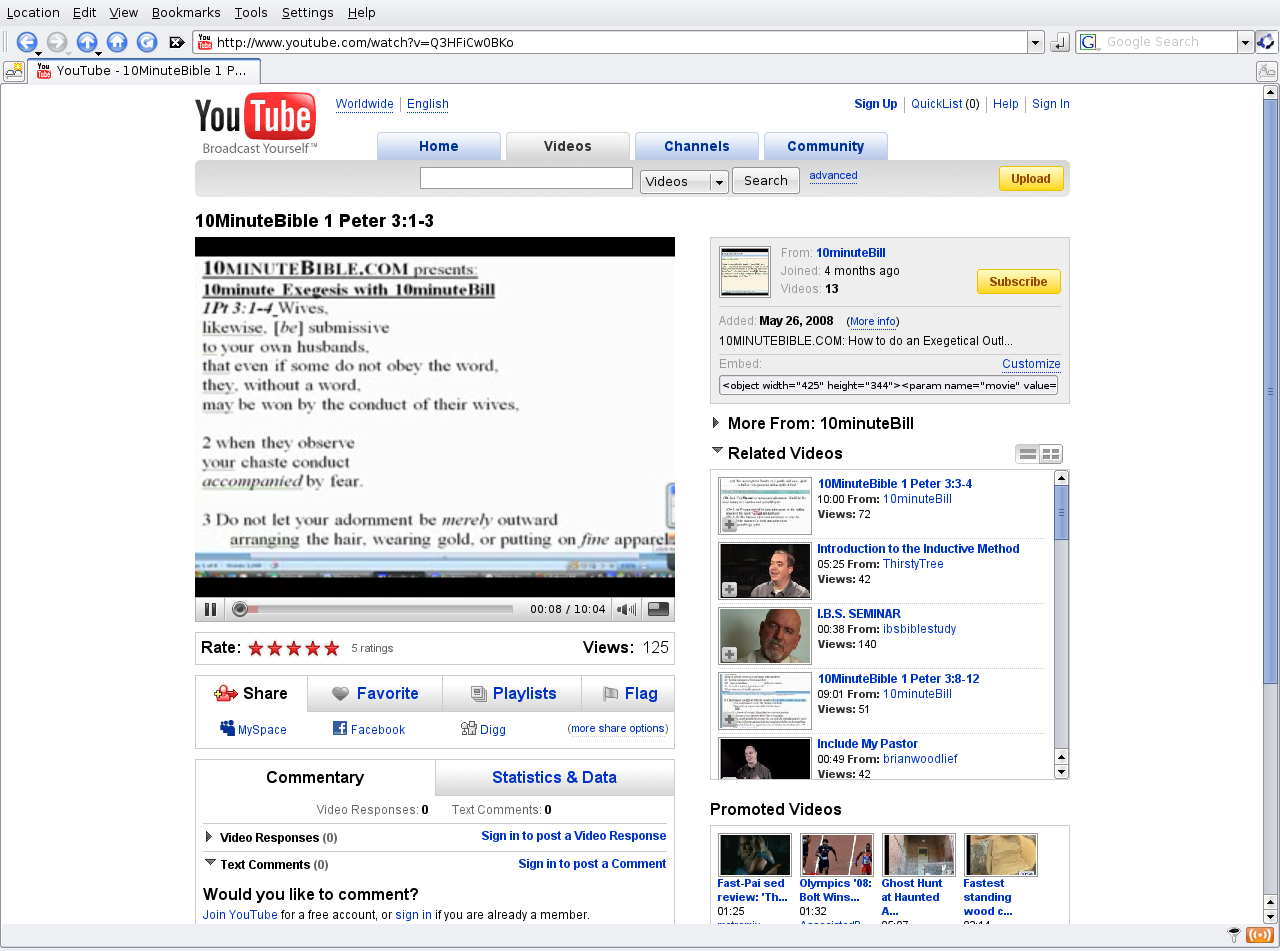 Location Edit View Bookmarks Tools Settings Help
http://www.youtube.com/watch?v=Q3HFiCw0BKo
Google Search
YouTube - 10MinuteBible 1 P...
YouTube
Broadcast Yourself™
Worldwide English
Sign Up QuickList (0) Help Sign In
Home Videos Channels Community
Videos Search advanced Upload
10MinuteBible 1 Peter 3:1-3
10MINUTEBIBLE.COM presents:
10minute Exegesis with 10minuteBill
1Pt 3:1-4 Wives,
likewise, [be] submissive
to your own husbands,
that even if some do not obey the word,
they, without a word,
may be won by the conduct of their wives,
2 when they observe
your chaste conduct
accompanied by fear.
3 Do not let your adornment be merely outward
arranging the hair, wearing gold, or putting on fine apparel
00:08 / 10:04
Rate: 5 ratings Views: 125
Share Favorite Playlists Flag
MySpace Facebook Digg (more share options)
Commentary Statistics & Data
Video Responses: 0 Text Comments: 0
Video Responses (0) Sign in to post a Video Response
Text Comments (0) Sign in to post a Comment
Would you like to comment?
Join YouTube for a free account, or sign in if you are already a member.
From: 10minuteBill
Joined: 4 months ago
Videos: 13
Subscribe
Added: May 26, 2008 (More info)
10MINUTEBIBLE.COM: How to do an Exegetical Outl...
Embed: Customize
<object width="425" height="344"><param name="movie" value=
More From: 10minuteBill
Related Videos
10MinuteBible 1 Peter 3:3-4
10:00 From: 10minuteBill
Views: 72
Introduction to the Inductive Method
05:25 From: ThirstyTree
Views: 42
I.B.S. SEMINAR
00:38 From: ibsbiblestudy
Views: 140
10MinuteBible 1 Peter 3:8-12
09:01 From: 10minuteBill
Views: 51
Include My Pastor
00:49 From: brianwoodlief
Views: 42
Promoted Videos
Fast-Pai sed
review: 'Th...
01:25
Olympics '08:
Bolt Wins...
01:32
Ghost Hunt
at Haunted
A...
Fastest
standing
wood c...